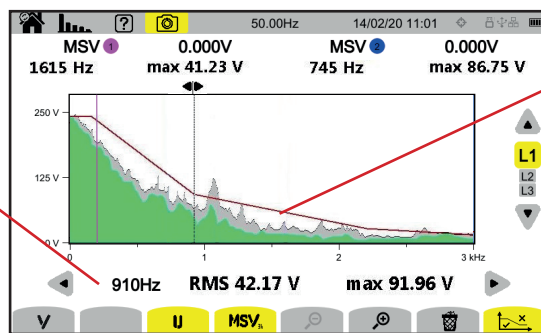 ? 50.00Hz 14/02/20 11:01
MSV 1 0.000V MSV 2 0.000V
1615 Hz max 41.23 V 745 Hz max 86.75 V
250 V
125 V
0 V
0 1 2 3 kHz
L1
L2
L3
910Hz RMS 42.17 V max 91.96 V
V U MSV